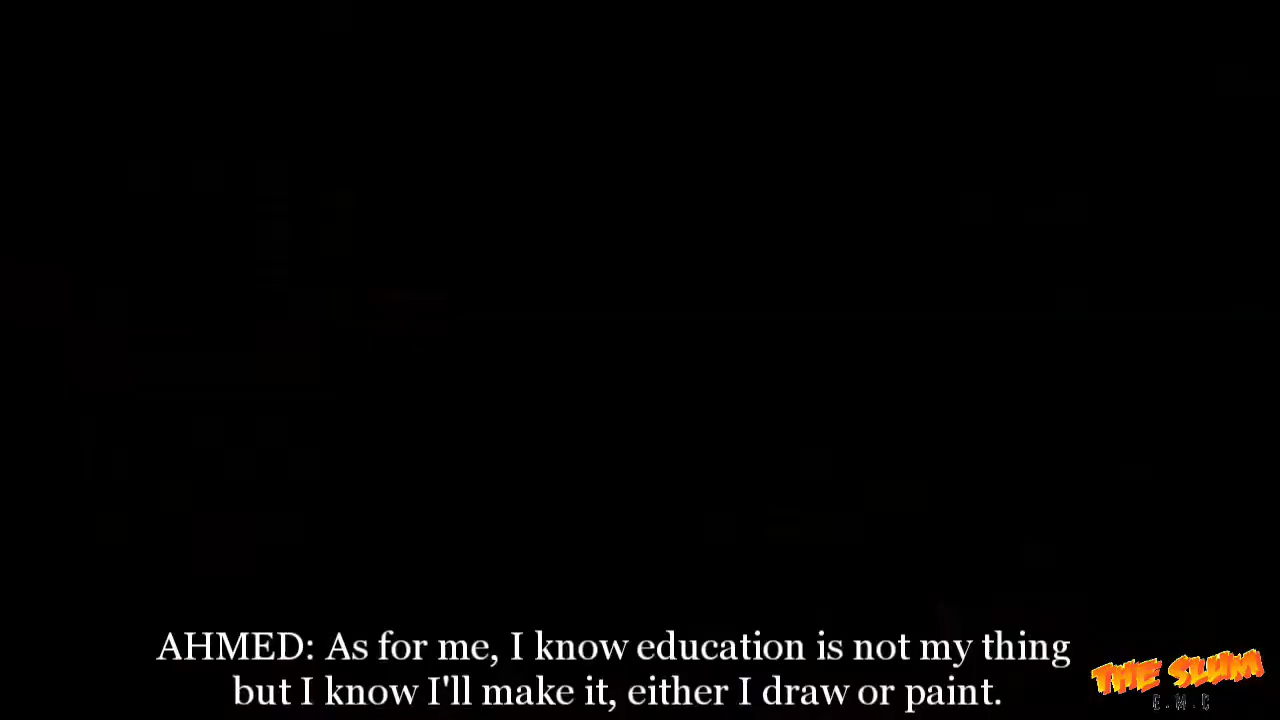 AHMED: As for me, I know education is not my thing
but I know I'll make it, either I draw or paint.
THE SLUM
C.M.C